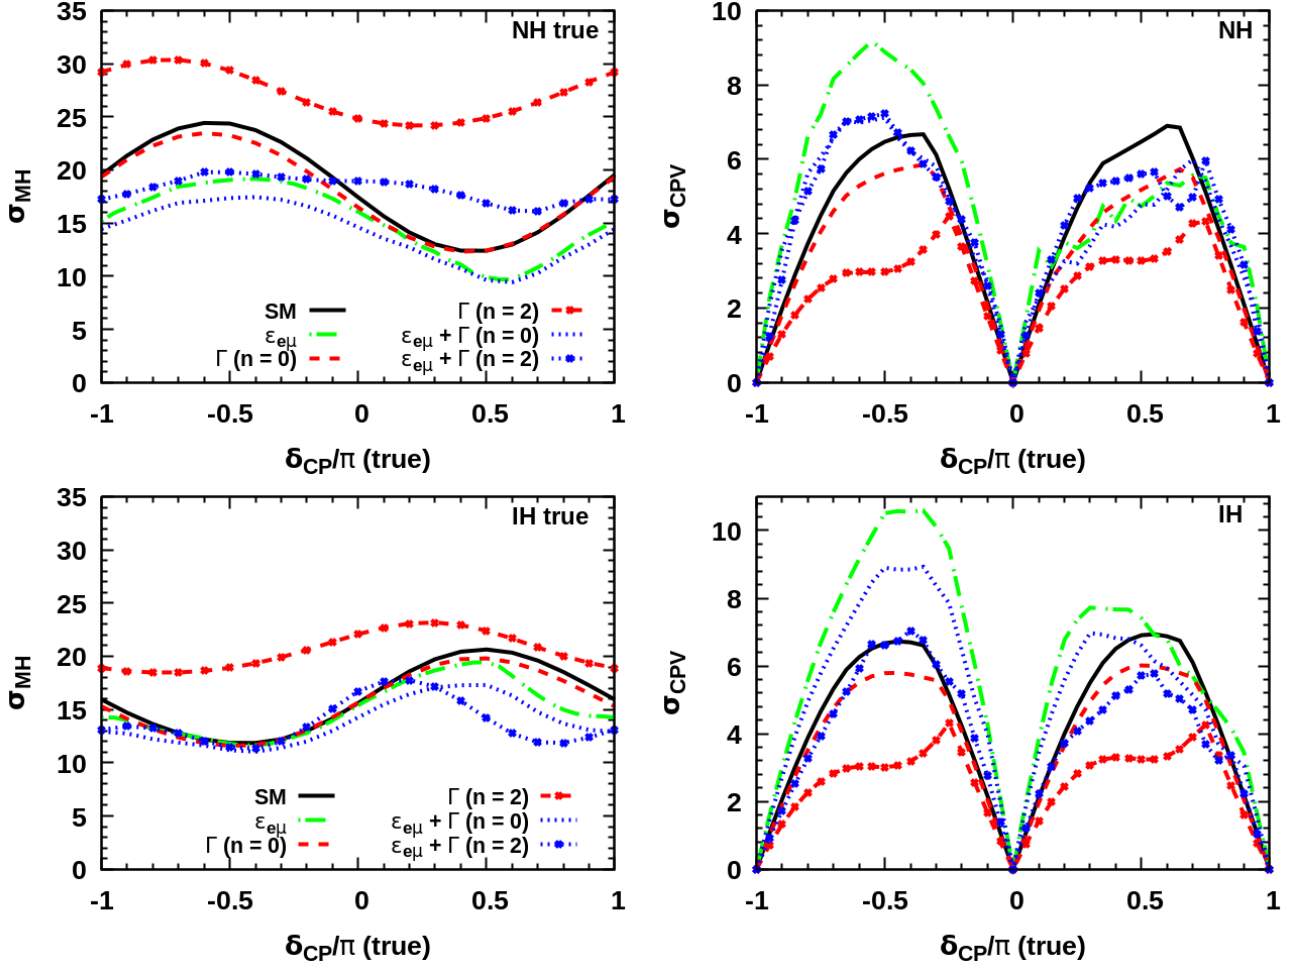 35
30
25
20
15
10
5
0
σMH
NH true
SM
εeμ
Γ (n = 0)
Γ (n = 2)
εeμ + Γ (n = 0)
εeμ + Γ (n = 2)
-1 -0.5 0 0.5 1
δCP/π (true)
10
8
6
4
2
0
σCPV
NH
-1 -0.5 0 0.5 1
δCP/π (true)
35
30
25
20
15
10
5
0
σMH
IH true
SM
εeμ
Γ (n = 0)
Γ (n = 2)
εeμ + Γ (n = 0)
εeμ + Γ (n = 2)
-1 -0.5 0 0.5 1
δCP/π (true)
10
8
6
4
2
0
σCPV
IH
-1 -0.5 0 0.5 1
δCP/π (true)